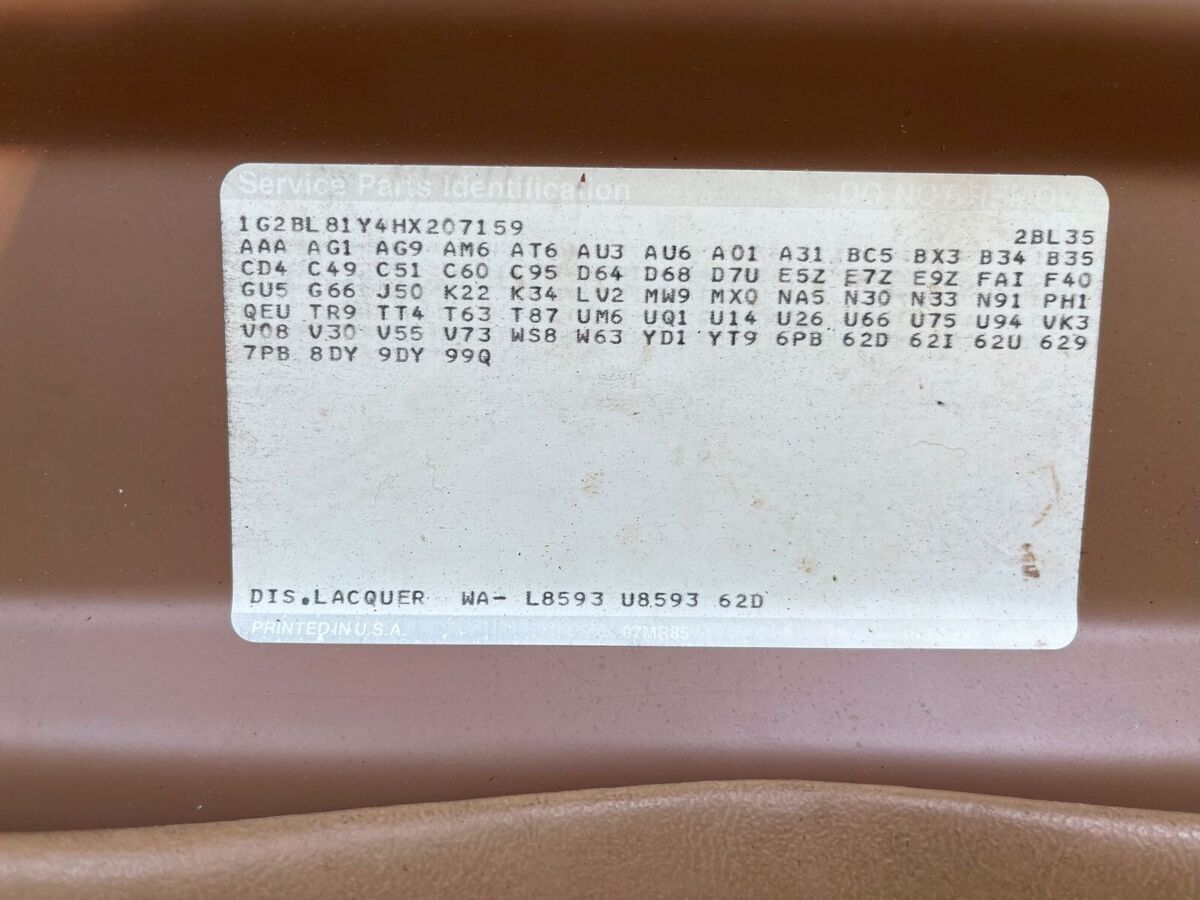 Service Parts Identification DO NOT REMOV
1G2BL81Y4HX207159 2BL35
AAA AG1 AG9 AM6 AT6 AU3 AU6 A01 A31 BC5 BX3 B34 B35
CD4 C49 C51 C60 C95 D64 D68 D7U E5Z E7Z E9Z FAI F40
GU5 G66 J50 K22 K34 LV2 MW9 MX0 NA5 N30 N33 N91 PH1
QEU TR9 TT4 T63 T87 UM6 UQ1 U14 U26 U66 U75 U94 VK3
V08 V30 V55 V73 WS8 W63 YD1 YT9 6PB 62D 62I 62U 629
7PB 8DY 9DY 99Q
DIS.LACQUER WA- L8593 U8593 62D
PRINTED IN U.S.A. 07MR85